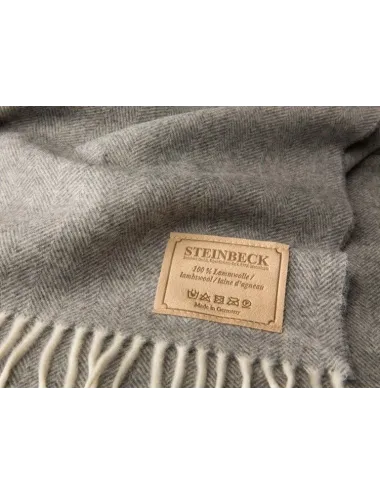 STEINBECK
100 % Lammwolle /
lambswool / laine d'agneau
Made in Germany